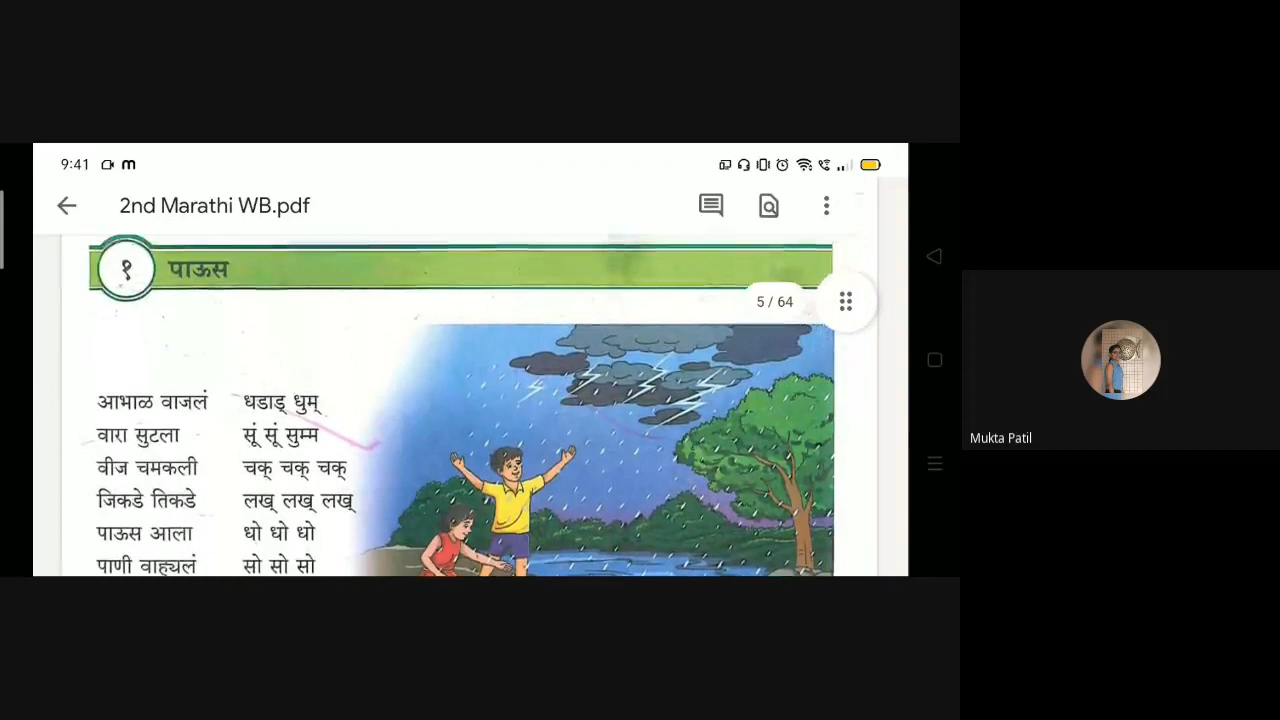 9:41
2nd Marathi WB.pdf
१ पाऊस
5 / 64
आभाळ वाजलं धडाड् धुम्
वारा सुटला सूं सूं सुम्म
वीज चमकली चक् चक् चक्
जिकडे तिकडे लख् लख् लख्
पाऊस आला धो धो धो
पाणी वाह्यलं सो सो सो
Mukta Patil